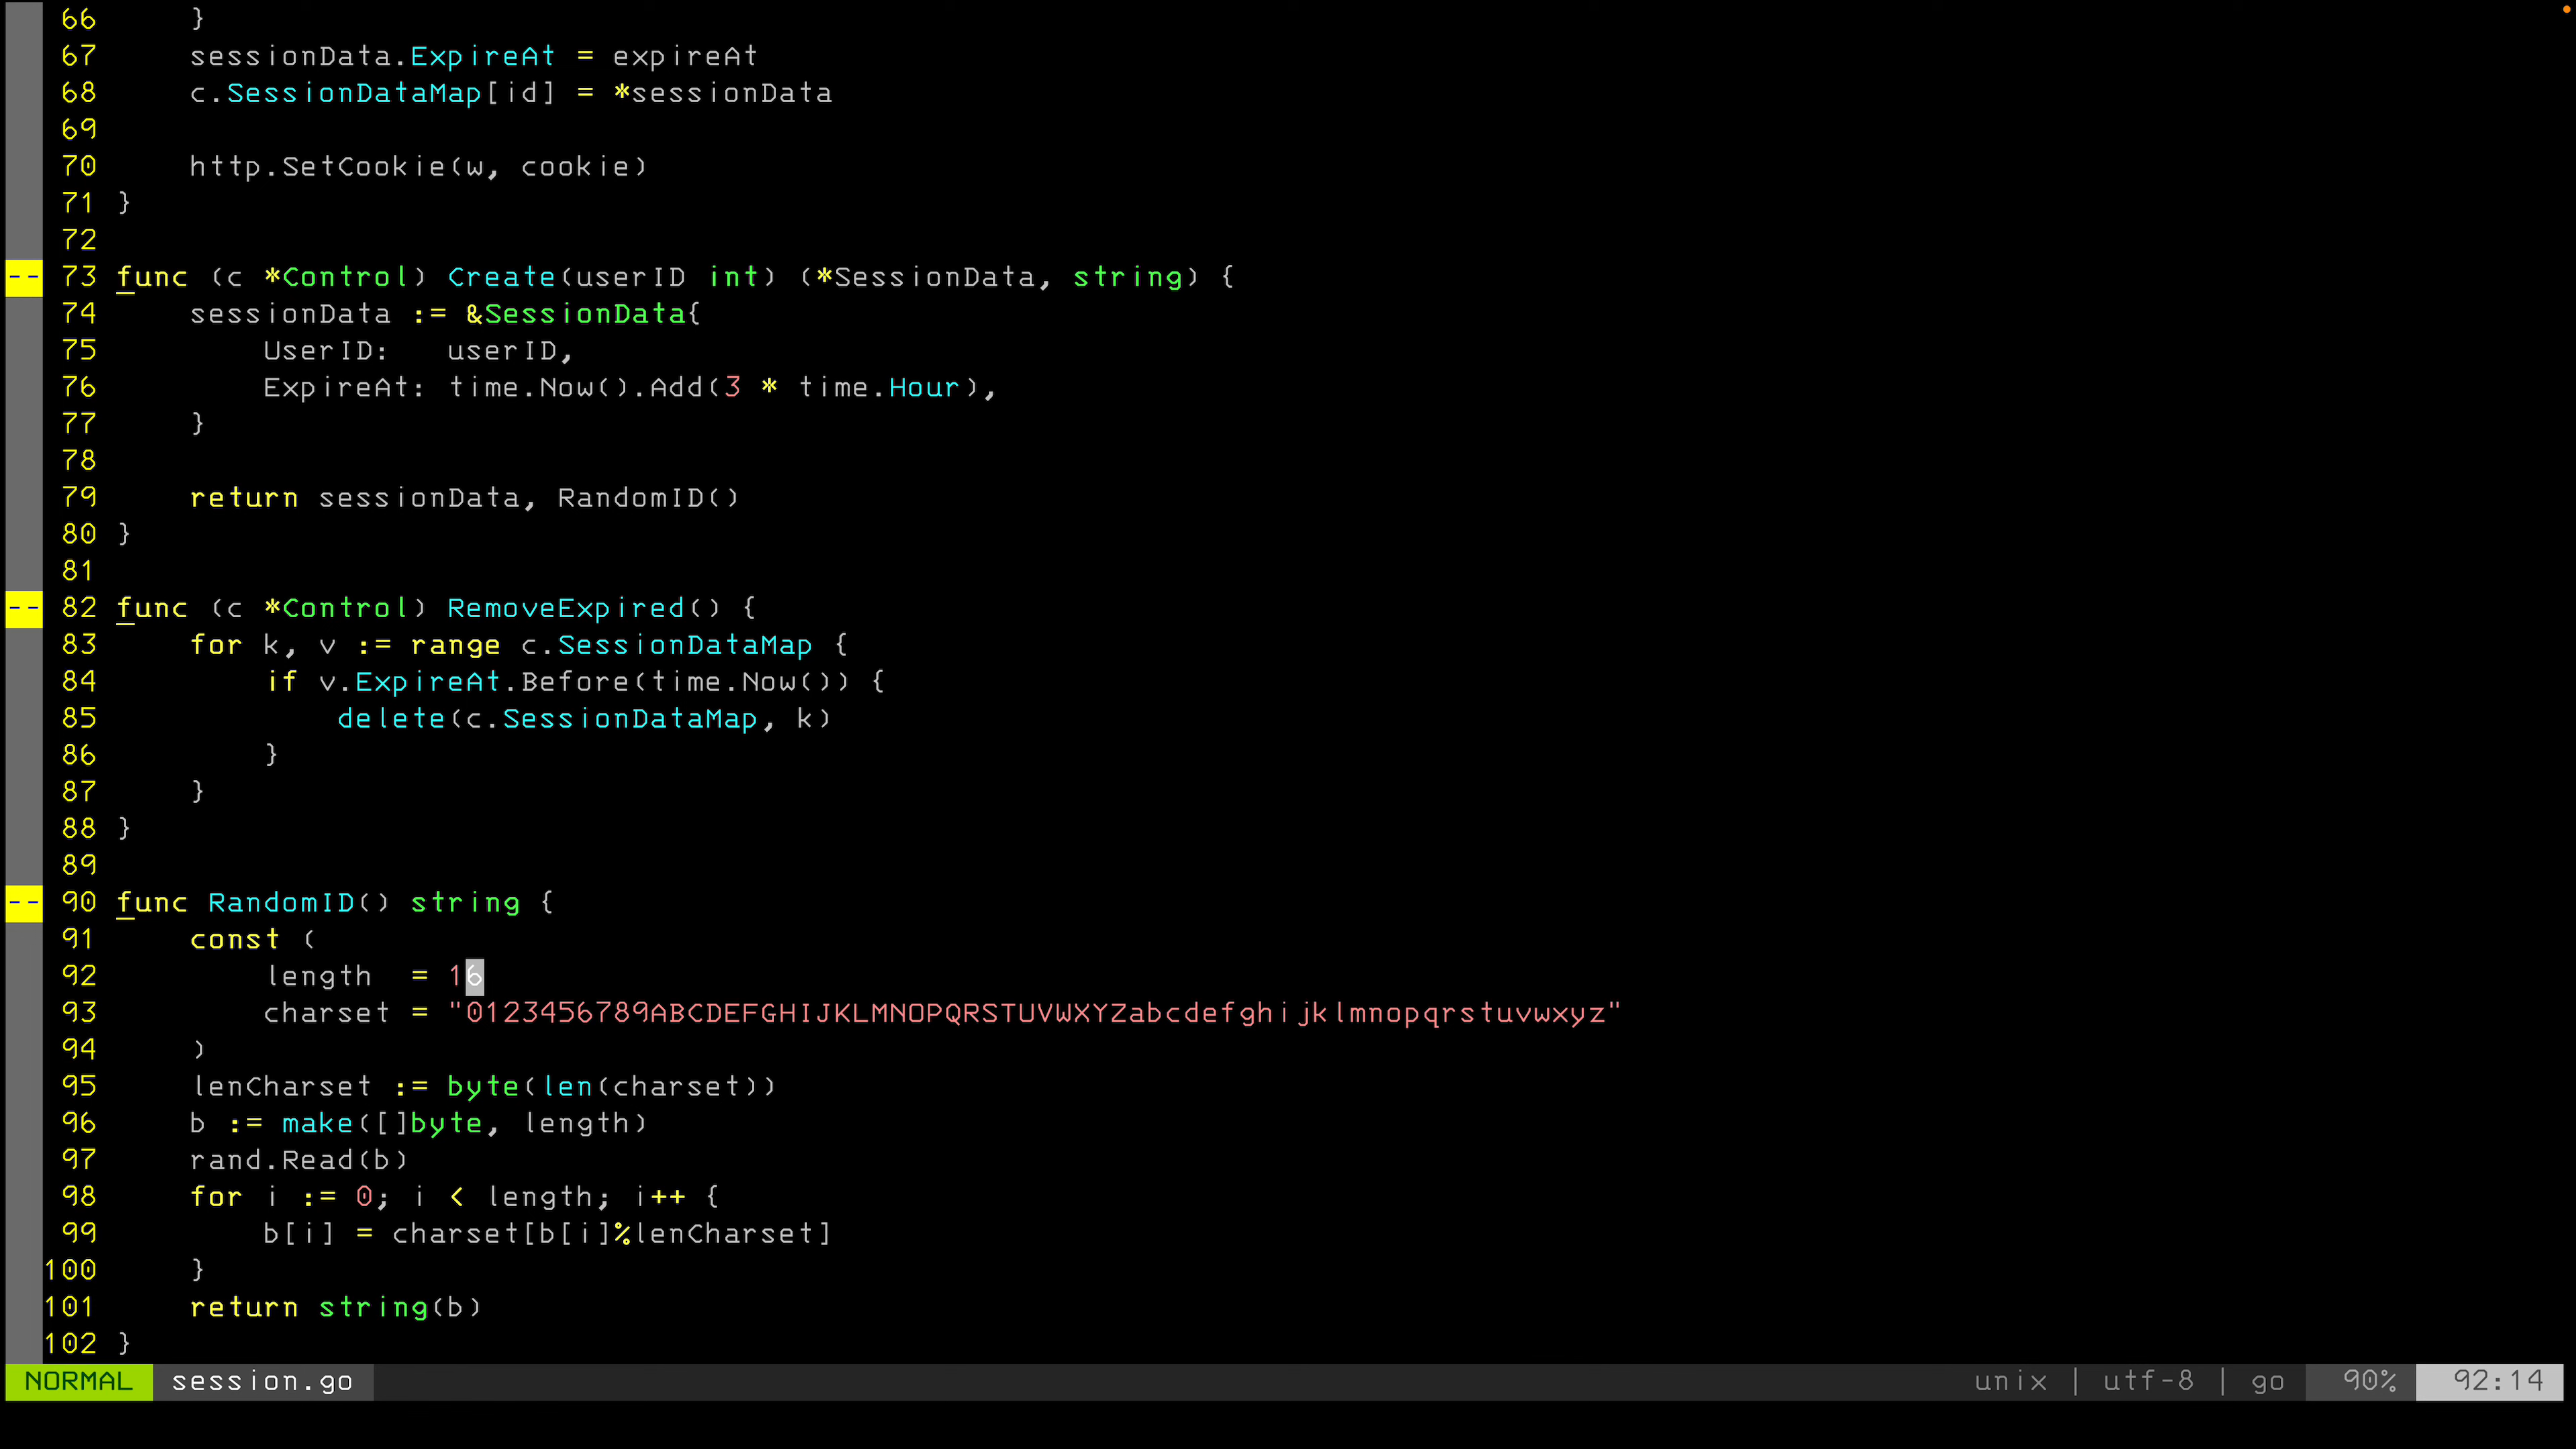 66 }
67 sessionData.ExpireAt = expireAt
68 c.SessionDataMap[id] = *sessionData
69
70 http.SetCookie(w, cookie)
71 }
72
-- 73 func (c *Control) Create(userID int) (*SessionData, string) {
74 sessionData := &SessionData{
75 UserID: userID,
76 ExpireAt: time.Now().Add(3 * time.Hour),
77 }
78
79 return sessionData, RandomID()
80 }
81
-- 82 func (c *Control) RemoveExpired() {
83 for k, v := range c.SessionDataMap {
84 if v.ExpireAt.Before(time.Now()) {
85 delete(c.SessionDataMap, k)
86 }
87 }
88 }
89
-- 90 func RandomID() string {
91 const (
92 length = 16
93 charset = "0123456789ABCDEFGHIJKLMNOPQRSTUVWXYZabcdefghijklmnopqrstuvwxyz"
94 )
95 lenCharset := byte(len(charset))
96 b := make([]byte, length)
97 rand.Read(b)
98 for i := 0; i < length; i++ {
99 b[i] = charset[b[i]%lenCharset]
100 }
101 return string(b)
102 }
NORMAL session.go unix | utf-8 | go 90% 92:14